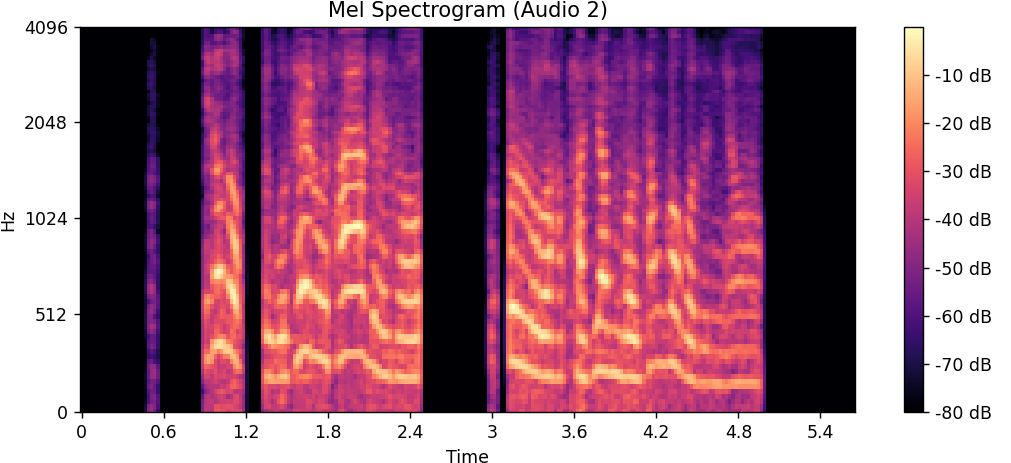 Mel Spectrogram (Audio 2)
4096
2048
1024
512
0
Hz
0 0.6 1.2 1.8 2.4 3 3.6 4.2 4.8 5.4
Time
-10 dB
-20 dB
-30 dB
-40 dB
-50 dB
-60 dB
-70 dB
-80 dB